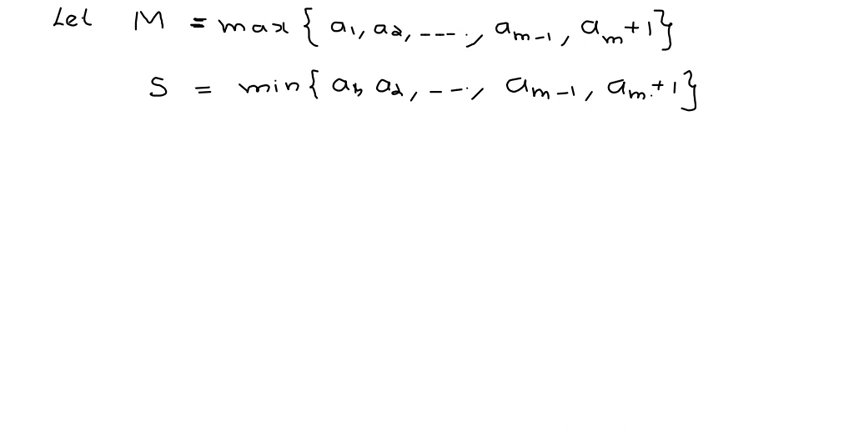 Let M = max { a₁, a₂, ----, aₘ₋₁, aₘ+1}
S = min{ a₁, a₂, ---, aₘ₋₁, aₘ+1}